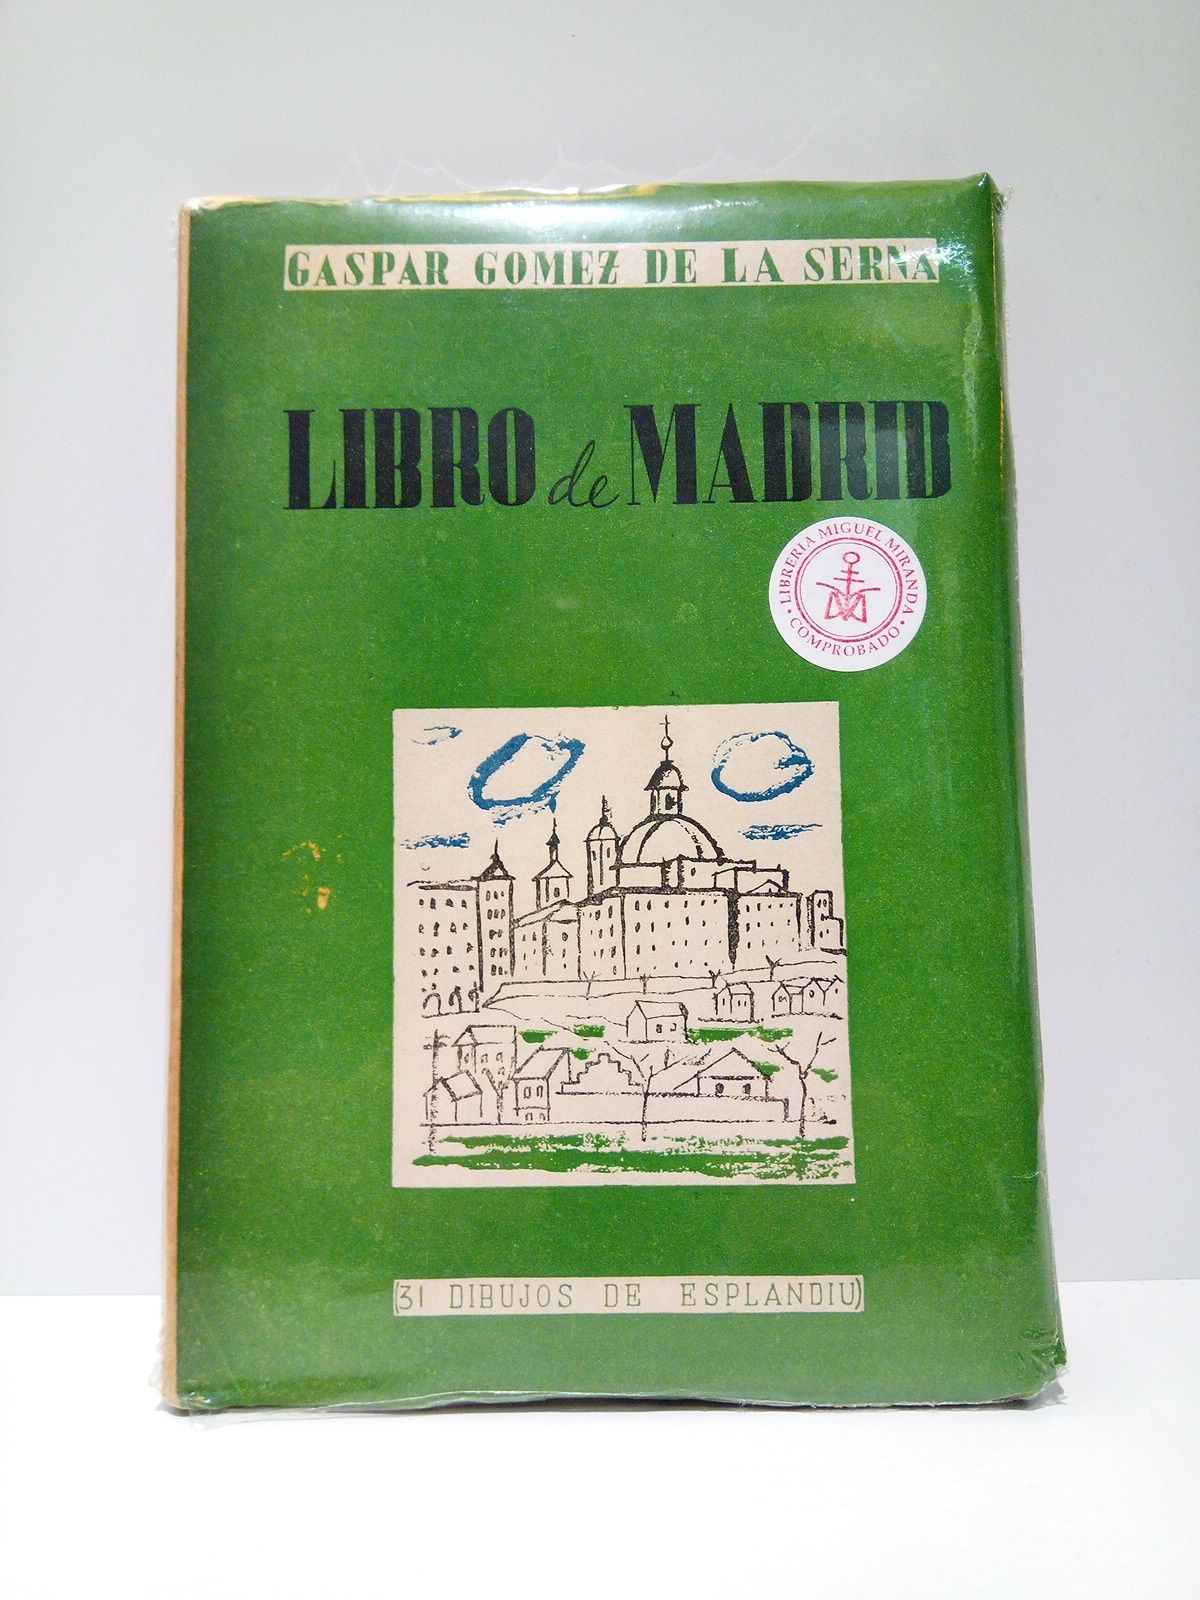 GASPAR GOMEZ DE LA SERNA
LIBRO de MADRID
LIBRERIA MIGUEL MIRANDA
· COMPROBADO ·
(31 DIBUJOS DE ESPLANDIU)